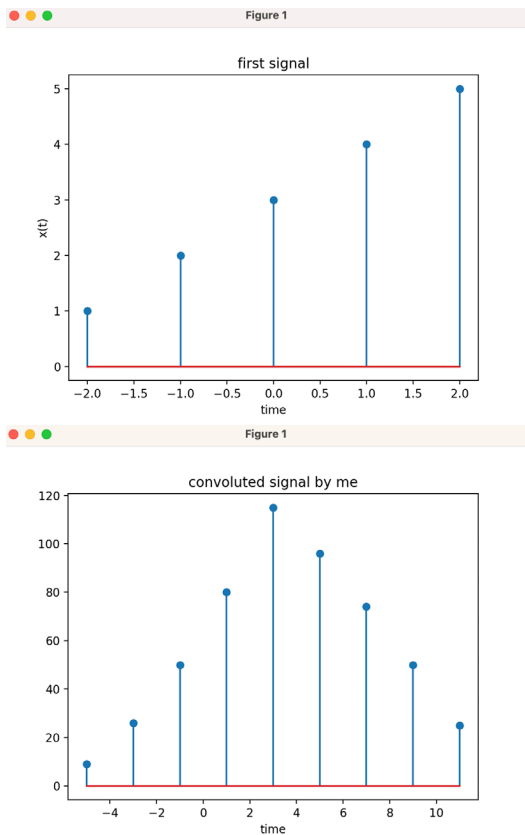 Figure 1
first signal
5
4
3
2
1
0
x(t)
−2.0 −1.5 −1.0 −0.5 0.0 0.5 1.0 1.5 2.0
time
Figure 1
convoluted signal by me
120
100
80
60
40
20
0
−4 −2 0 2 4 6 8 10
time